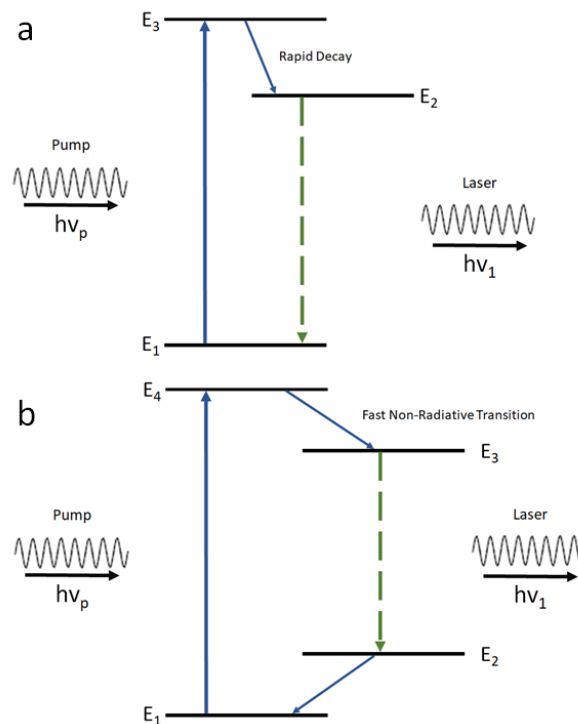 a
E3
Rapid Decay
E2
Pump
hvp
Laser
hv1
E1
b
E4
Fast Non-Radiative Transition
E3
Pump
hvp
Laser
hv1
E2
E1